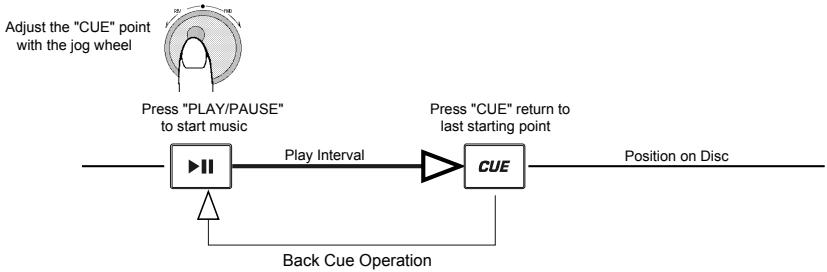 REV FWD
Adjust the "CUE" point
with the jog wheel
Press "PLAY/PAUSE"
to start music
Press "CUE" return to
last starting point
Play Interval
CUE
Position on Disc
Back Cue Operation